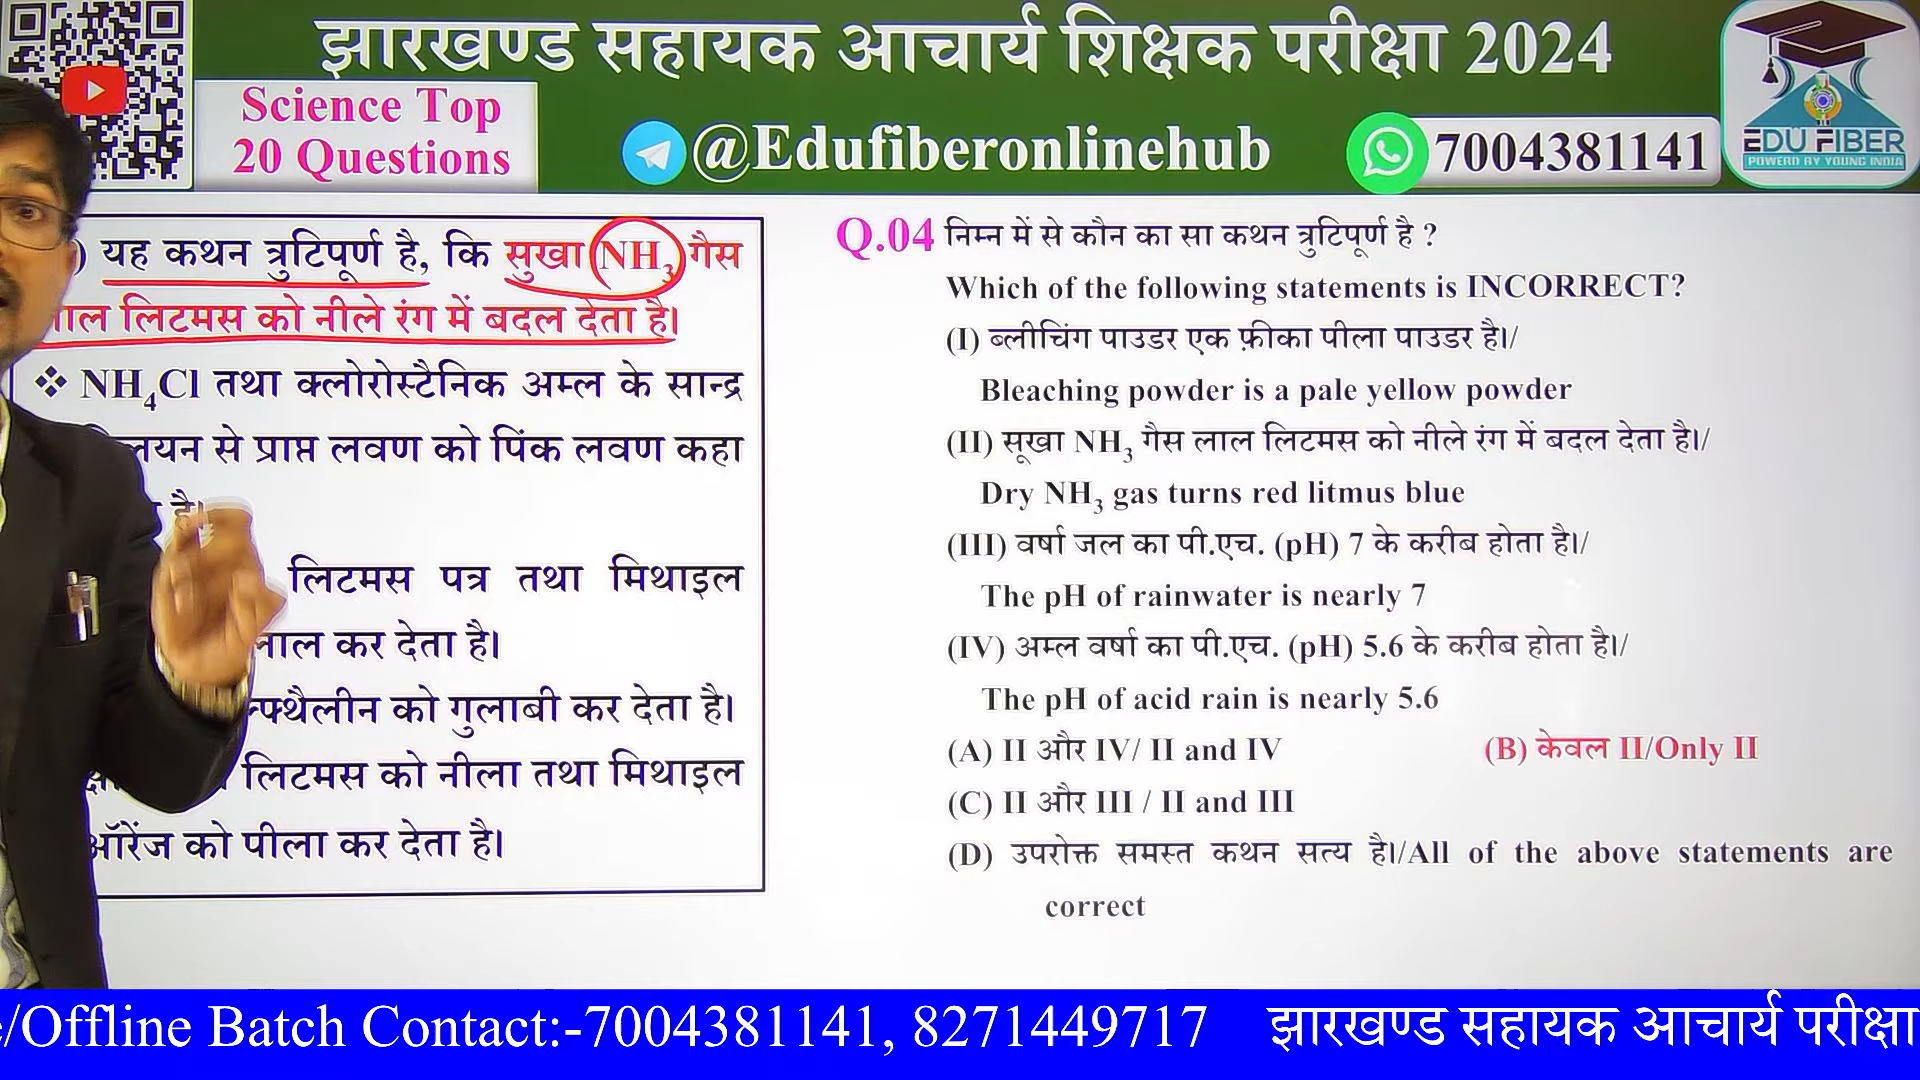 झारखण्ड सहायक आचार्य शिक्षक परीक्षा 2024
Science Top
20 Questions
@Edufiberonlinehub
7004381141
EDU FIBER
POWERD BY YOUNG INDIA
) यह कथन त्रुटिपूर्ण है, कि सुखा NH₃ गैस
लाल लिटमस को नीले रंग में बदल देता है।
❖ NH₄Cl तथा क्लोरोस्टैनिक अम्ल के सान्द्र
से प्राप्त लवण को पिंक लवण कहा
है।
लिटमस पत्र तथा मिथाइल
लाल कर देता है।
को गुलाबी कर देता है।
लिटमस को नीला तथा मिथाइल
ऑरेंज को पीला कर देता है।
Q.04 निम्न में से कौन का सा कथन त्रुटिपूर्ण है ?
Which of the following statements is INCORRECT?
(I) ब्लीचिंग पाउडर एक फ़ीका पीला पाउडर है।/
Bleaching powder is a pale yellow powder
(II) सूखा NH₃ गैस लाल लिटमस को नीले रंग में बदल देता है।/
Dry NH₃ gas turns red litmus blue
(III) वर्षा जल का पी.एच. (pH) 7 के करीब होता है।/
The pH of rainwater is nearly 7
(IV) अम्ल वर्षा का पी.एच. (pH) 5.6 के करीब होता है।/
The pH of acid rain is nearly 5.6
(A) II और IV/ II and IV (B) केवल II/Only II
(C) II और III / II and III
(D) उपरोक्त समस्त कथन सत्य है।/All of the above statements are
correct
e/Offline Batch Contact:-7004381141, 8271449717 झारखण्ड सहायक आचार्य परीक्षा